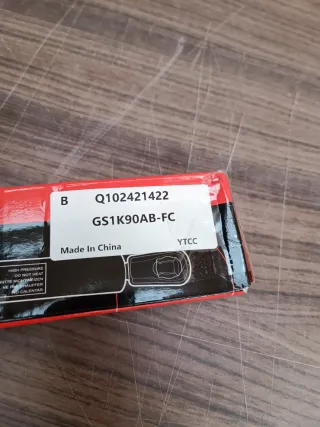 B Q102421422
GS1K90AB-FC
Made In China YTCC
HIGH PRESSURE
DO NOT HEAT